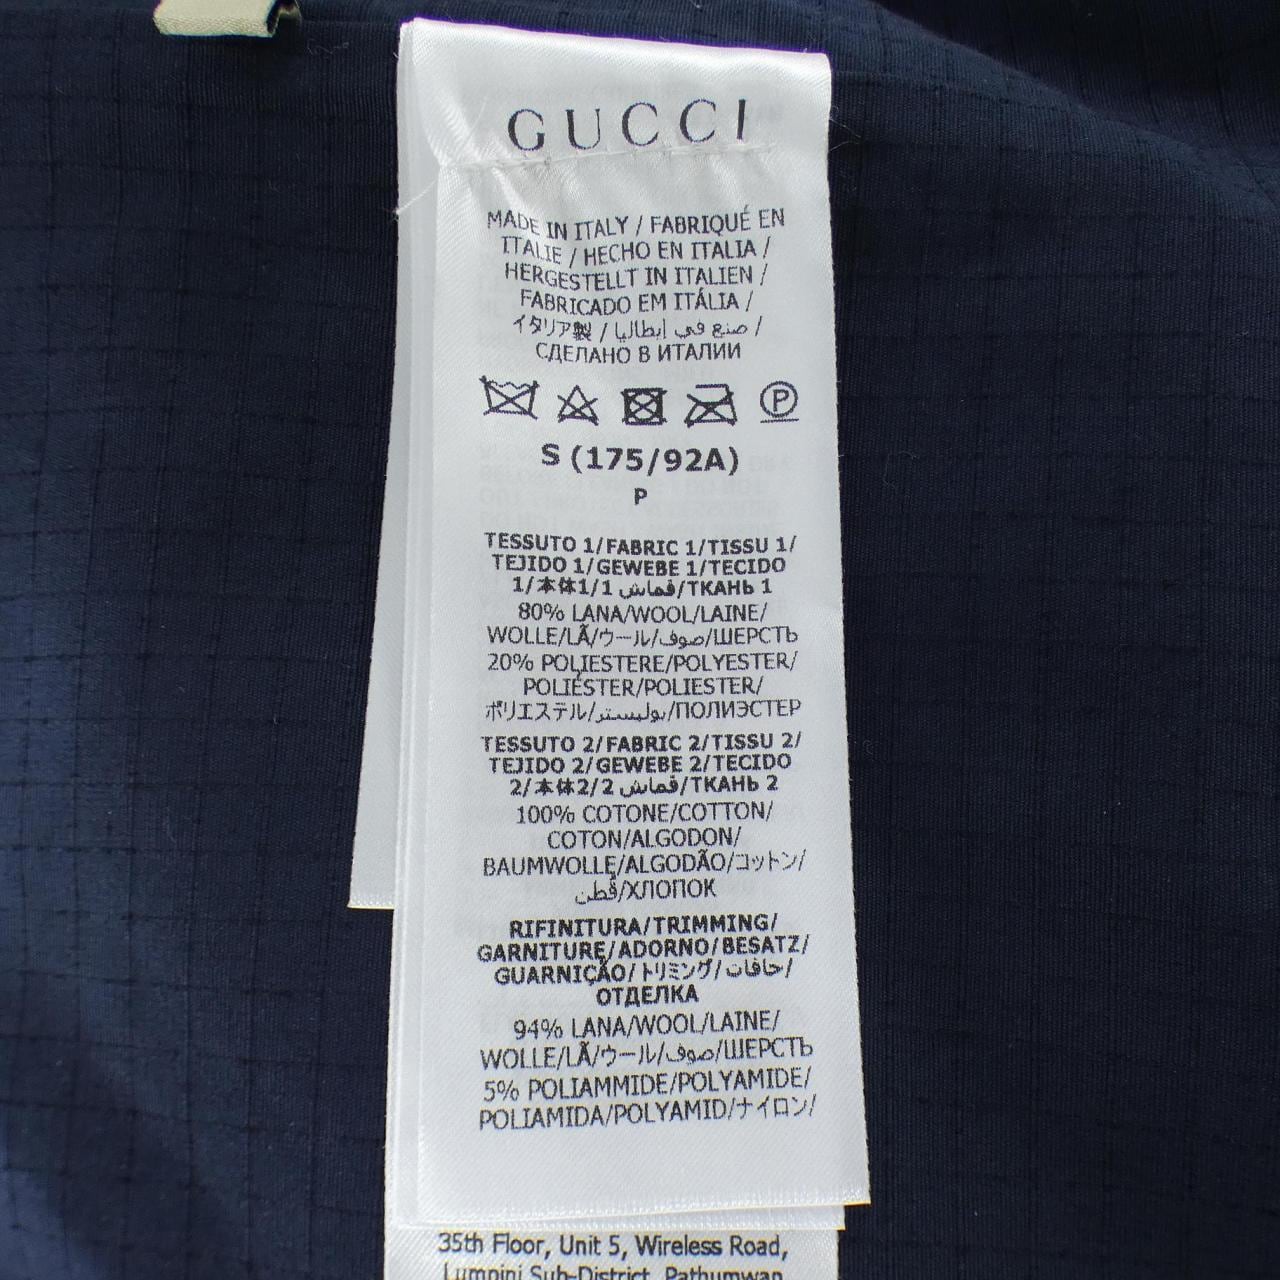 GUCCI
MADE IN ITALY / FABRIQUÉ EN
ITALIE / HECHO EN ITALIA /
HERGESTELLT IN ITALIEN /
FABRICADO EM ITÁLIA /
イタリア製 / صنع في إيطاليا /
СДЕЛАНО В ИТАЛИИ
P
S (175/92A)
P
TESSUTO 1/FABRIC 1/TISSU 1/
TEJIDO 1/GEWEBE 1/TECIDO
1/本体1/1 قماش/ТКАНЬ 1
80% LANA/WOOL/LAINE/
WOLLE/LÃ/ウール/صوف/ШЕРСТЬ
20% POLIESTERE/POLYESTER/
POLIÉSTER/POLIESTER/
ポリエステル/بوليستر/ПОЛИЭСТЕР
TESSUTO 2/FABRIC 2/TISSU 2/
TEJIDO 2/GEWEBE 2/TECIDO
2/本体2/2 قماش/ТКАНЬ 2
100% COTONE/COTTON/
COTON/ALGODON/
BAUMWOLLE/ALGODÃO/コットン/
قطن/ХЛОПОК
RIFINITURA/TRIMMING/
GARNITURE/ADORNO/BESATZ/
GUARNIÇÃO/トリミング/حافات/
ОТДЕЛКА
94% LANA/WOOL/LAINE/
WOLLE/LÃ/ウール/صوف/ШЕРСТЬ
5% POLIAMMIDE/POLYAMIDE/
POLIAMIDA/POLYAMID/ナイロン/
35th Floor, Unit 5, Wireless Road,
Lumpini Sub-District, Pathumwan